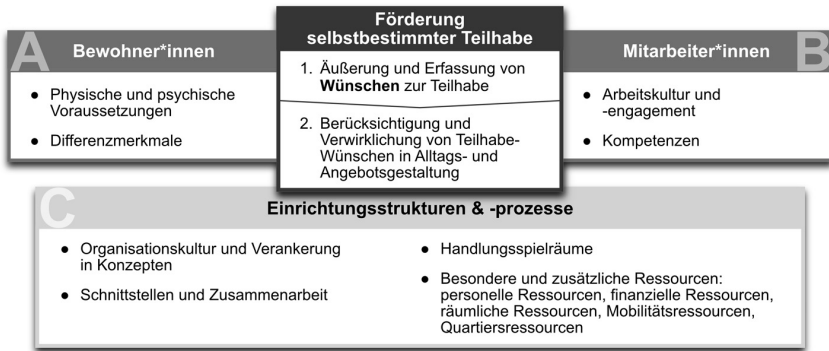 Förderung
selbstbestimmter Teilhabe
1. Äußerung und Erfassung von
Wünschen zur Teilhabe
2. Berücksichtigung und
Verwirklichung von Teilhabe-
Wünschen in Alltags- und
Angebotsgestaltung
A
Bewohner*innen
● Physische und psychische
Voraussetzungen
● Differenzmerkmale
Mitarbeiter*innen
B
● Arbeitskultur und
-engagement
● Kompetenzen
C
Einrichtungsstrukturen & -prozesse
● Organisationskultur und Verankerung
in Konzepten
● Schnittstellen und Zusammenarbeit
● Handlungsspielräume
● Besondere und zusätzliche Ressourcen:
personelle Ressourcen, finanzielle Ressourcen,
räumliche Ressourcen, Mobilitätsressourcen,
Quartiersressourcen